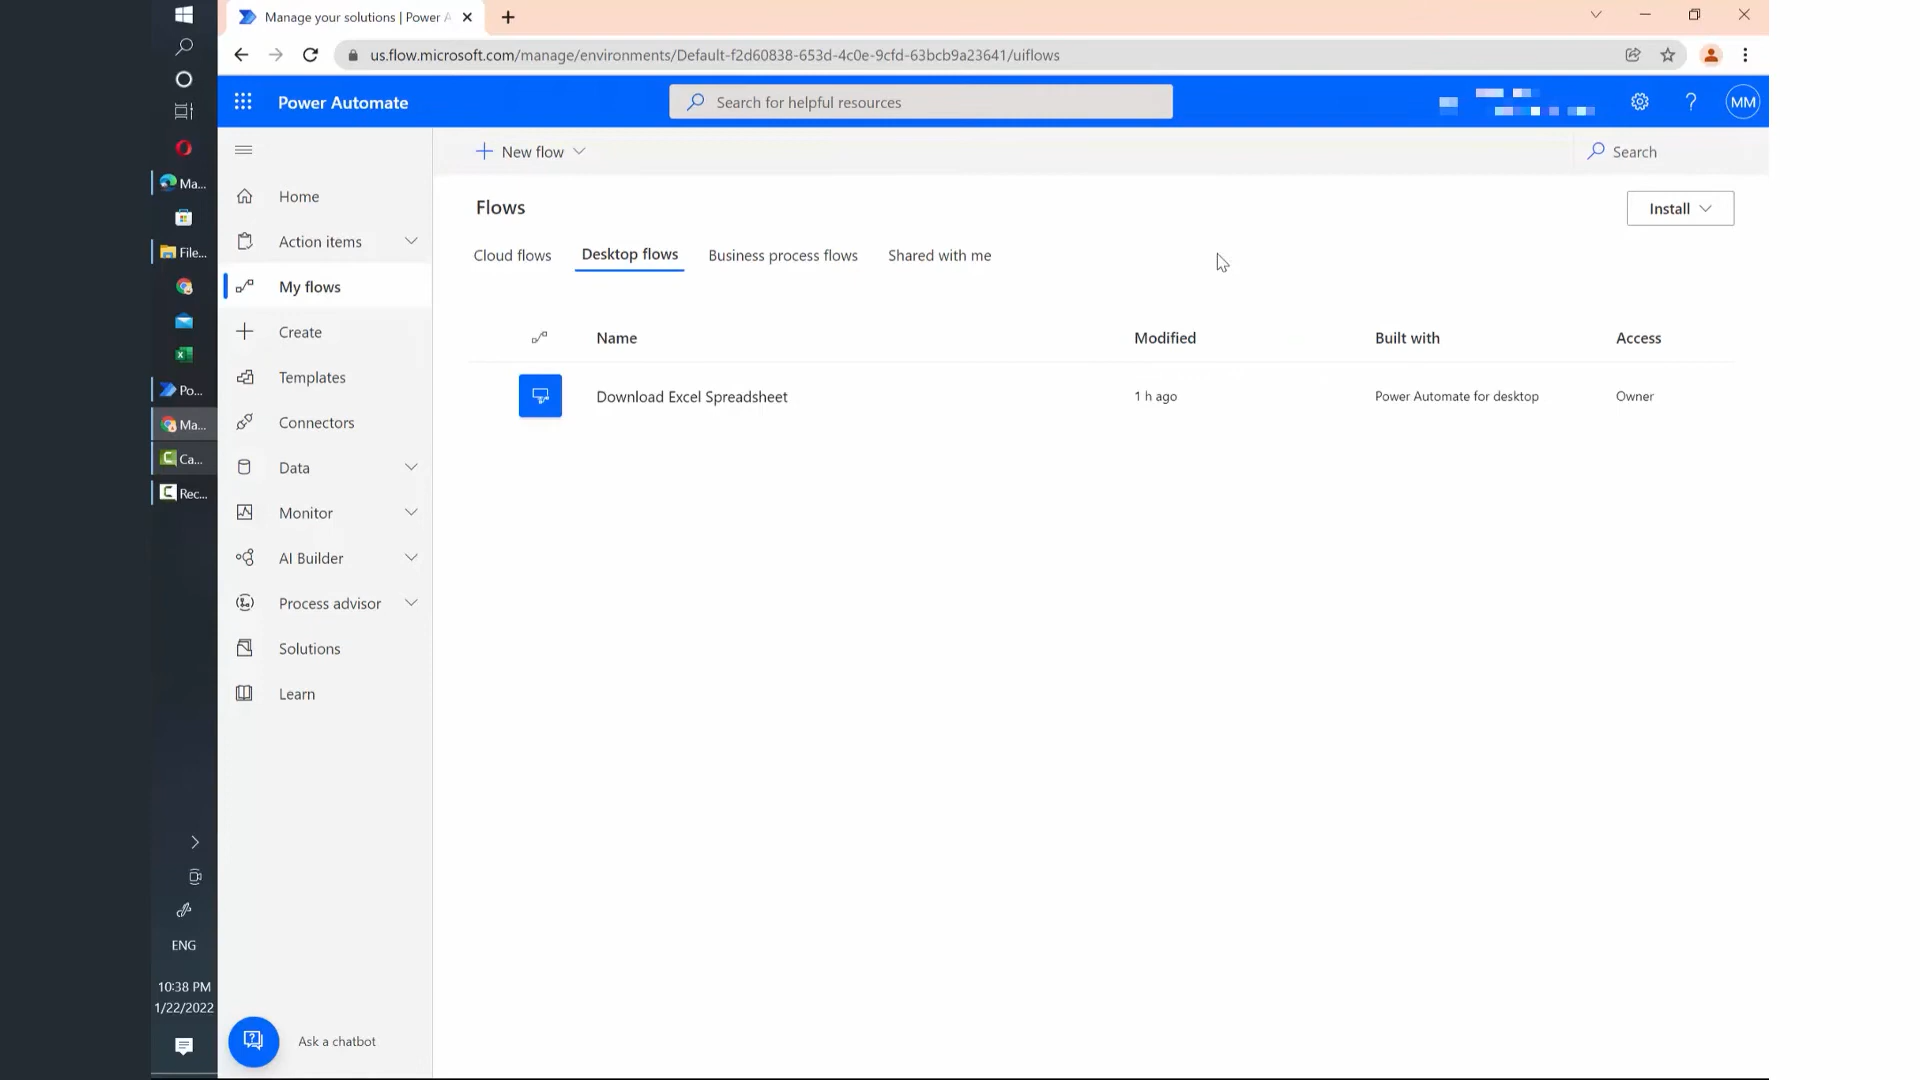 Manage your solutions | Power A
us.flow.microsoft.com/manage/environments/Default-f2d60838-653d-4c0e-9cfd-63bcb9a23641/uiflows
Power Automate
Search for helpful resources
?
MM
New flow
Search
Home
Action items
My flows
Create
Templates
Connectors
Data
Monitor
AI Builder
Process advisor
Solutions
Learn
Ask a chatbot
Flows
Install
Cloud flows
Desktop flows
Business process flows
Shared with me
Name
Modified
Built with
Access
Download Excel Spreadsheet
1 h ago
Power Automate for desktop
Owner
Ma...
File...
Po...
Ma...
Ca...
Rec...
ENG
10:38 PM
1/22/2022